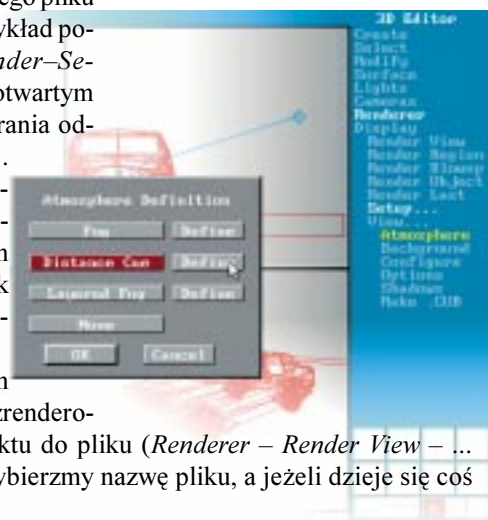 ego pliku
ykład po-
nder–Se-
otwartym
rania od-
.
-
-
n
k
-
n
zrendero-
ktu do pliku (Renderer – Render View – ...
ybierzmy nazwę pliku, a jeżeli dzieje się coś
3D Editor
Create
Select
Modify
Surface
Lights
Cameras
Renderer
Display
Render View
Render Region
Render Blowup
Render Object
Render Last
Setup...
View...
Atmosphere
Background
Configure
Options
Shadows
Make .CUB
Atmosphere Definition
Fog Define
Distance Cue Define
Layered Fog Define
None
OK Cancel